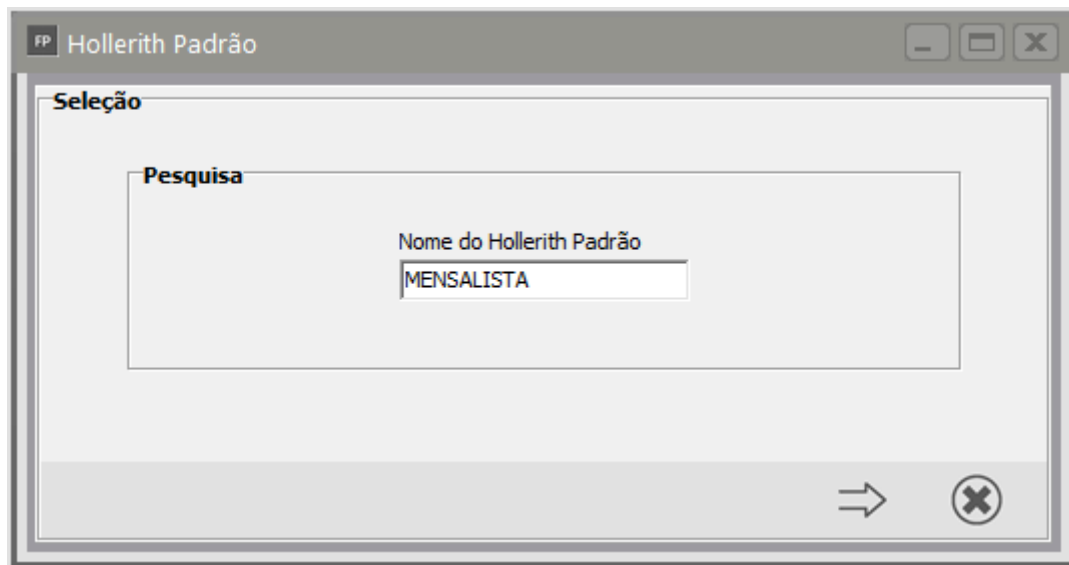 FP Hollerith Padrão
Seleção
Pesquisa
Nome do Hollerith Padrão
MENSALISTA